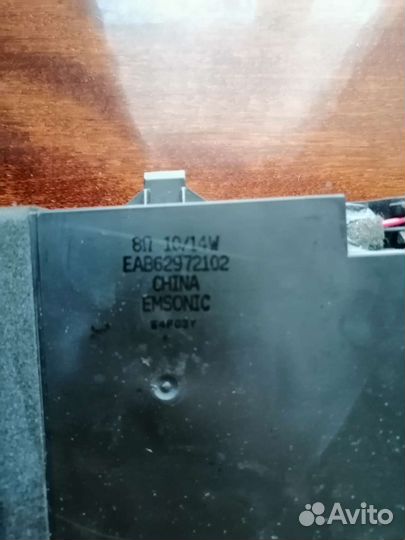 8Ω 10/14W
EAB62972102
CHINA
EMSONIC
Avito